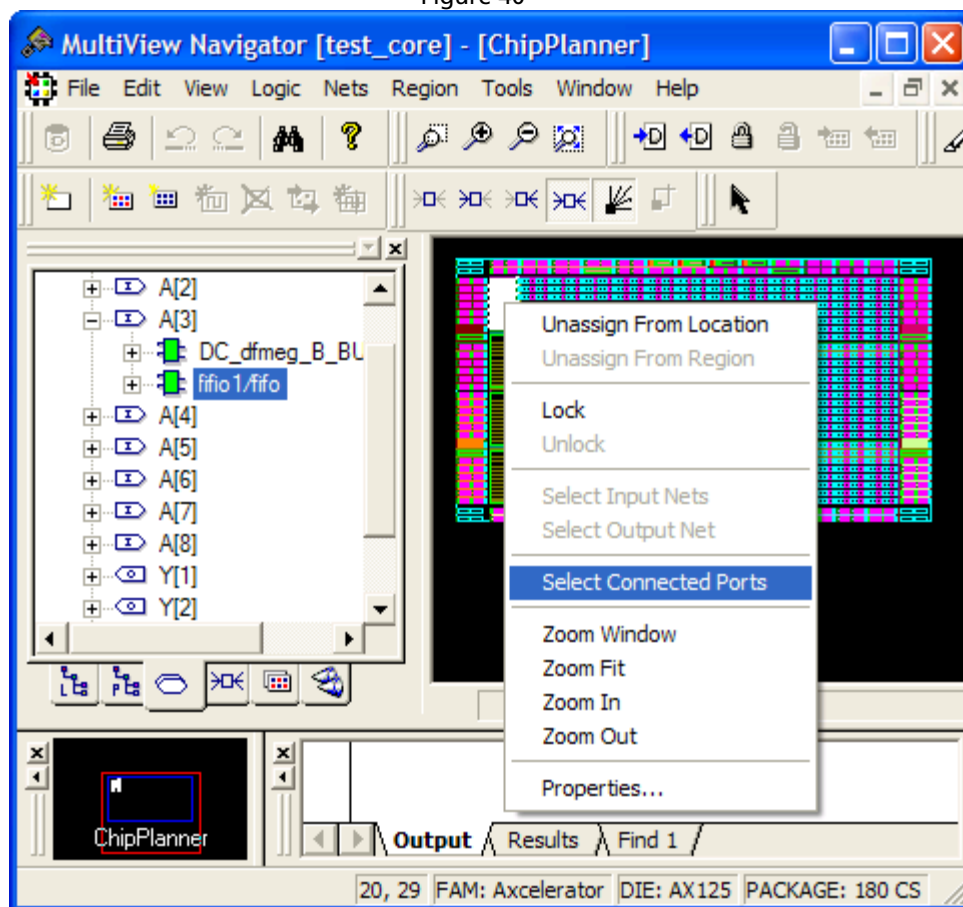 Figure 40
MultiView Navigator [test_core] - [ChipPlanner]
File Edit View Logic Nets Region Tools Window Help
A[2]
A[3]
DC_dfmeg_B_BU
fifio1/fifo
A[4]
A[5]
A[6]
A[7]
A[8]
Y[1]
Y[2]
Unassign From Location
Unassign From Region
Lock
Unlock
Select Input Nets
Select Output Net
Select Connected Ports
Zoom Window
Zoom Fit
Zoom In
Zoom Out
Properties...
ChipPlanner
Output Results Find 1
20, 29 FAM: Axcelerator DIE: AX125 PACKAGE: 180 CS